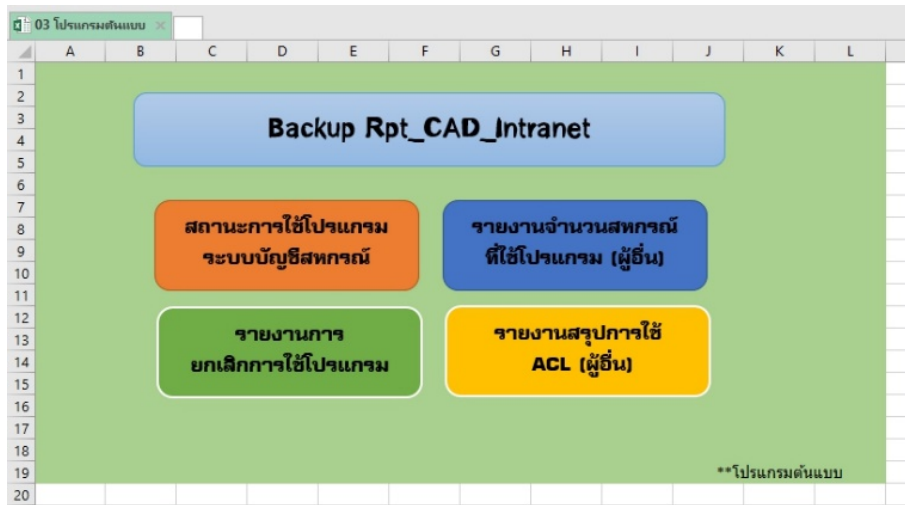 03 โปรแกรมต้นแบบ
A B C D E F G H I J K L
1
2
3
4
5
6
7
8
9
10
11
12
13
14
15
16
17
18
19
20
Backup Rpt_CAD_Intranet
สถานะการใช้โปรแกรม
ระบบบัญชีสหกรณ์
รายงานจำนวนสหกรณ์
ที่ใช้โปรแกรม (ผู้อื่น)
รายงานการ
ยกเลิกการใช้โปรแกรม
รายงานสรุปการใช้
ACL (ผู้อื่น)
**โปรแกรมต้นแบบ